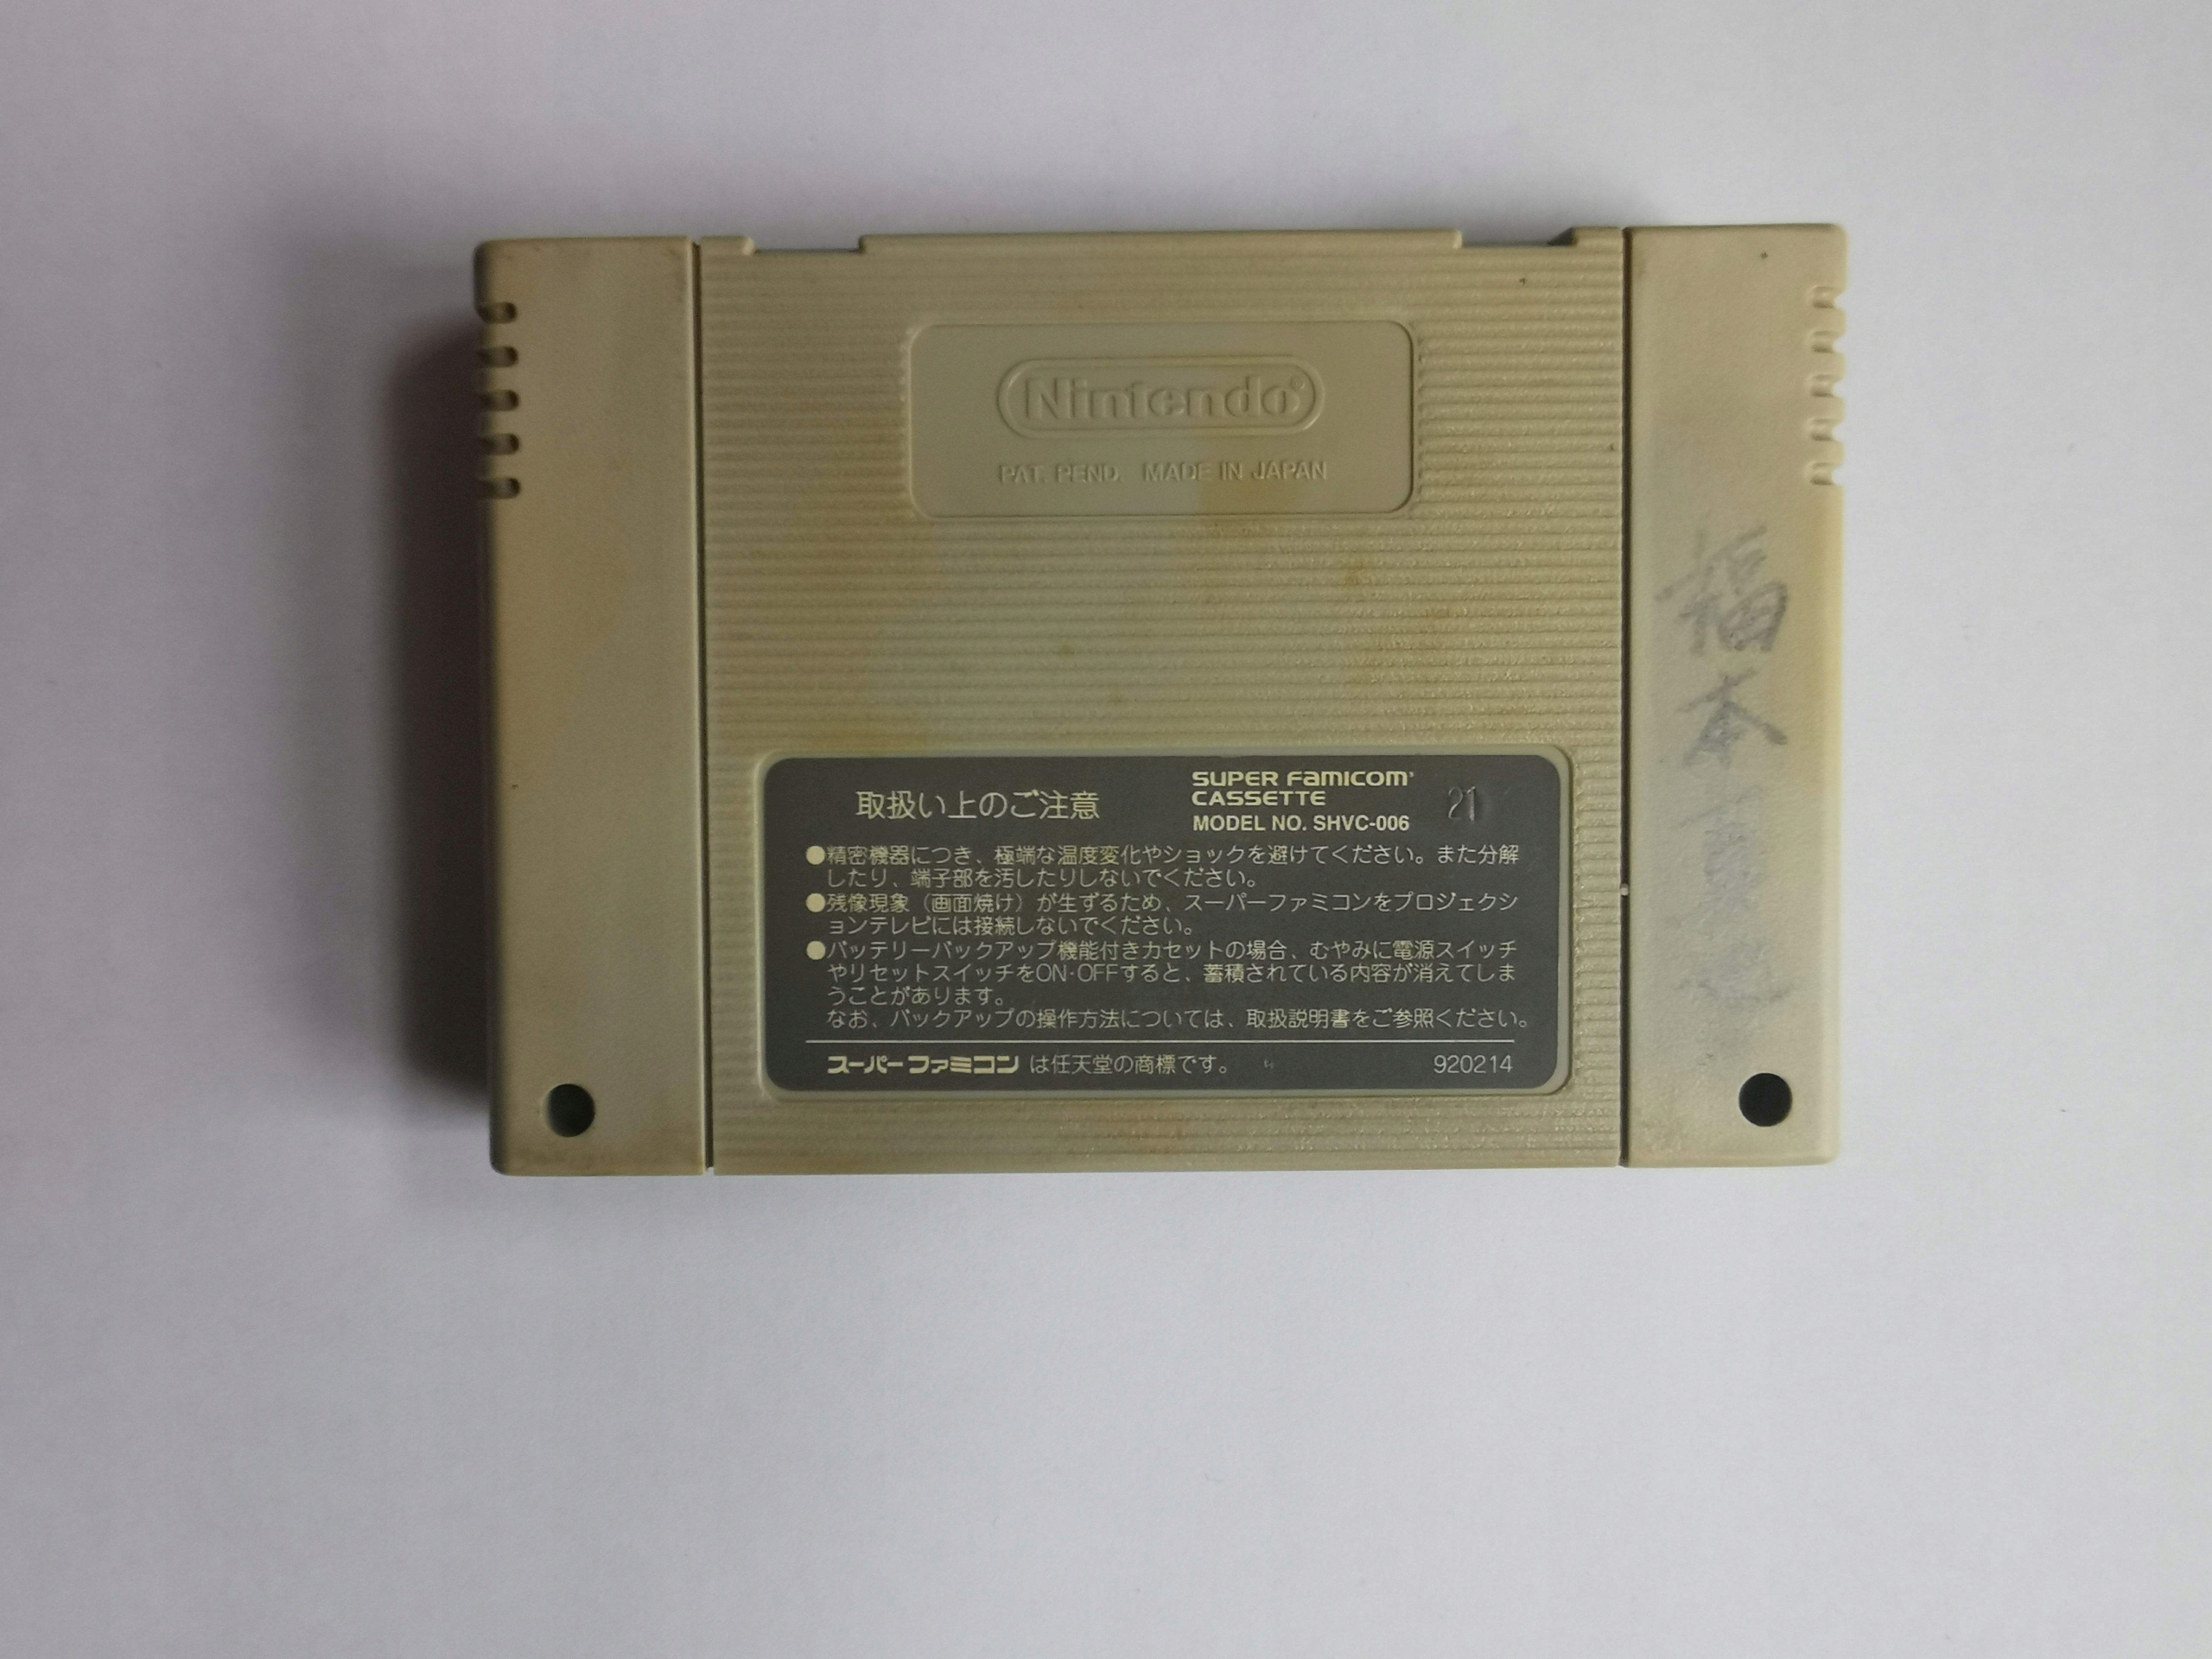 Nintendo®
PAT. PEND. MADE IN JAPAN
取扱い上のご注意
SUPER FAMICOM
CASSETTE
MODEL NO. SHVC-006
21
●精密機器につき、極端な温度変化やショックを避けてください。また分解
したり、端子部を汚したりしないでください。
●残像現象（画面焼け）が生ずるため、スーパーファミコンをプロジェクシ
ョンテレビには接続しないでください。
●バッテリーバックアップ機能付きカセットの場合、むやみに電源スイッチ
やリセットスイッチをON·OFFすると、蓄積されている内容が消えてしま
うことがあります。
なお、バックアップの操作方法については、取扱説明書をご参照ください。
スーパーファミコンは任天堂の商標です。
920214
福本